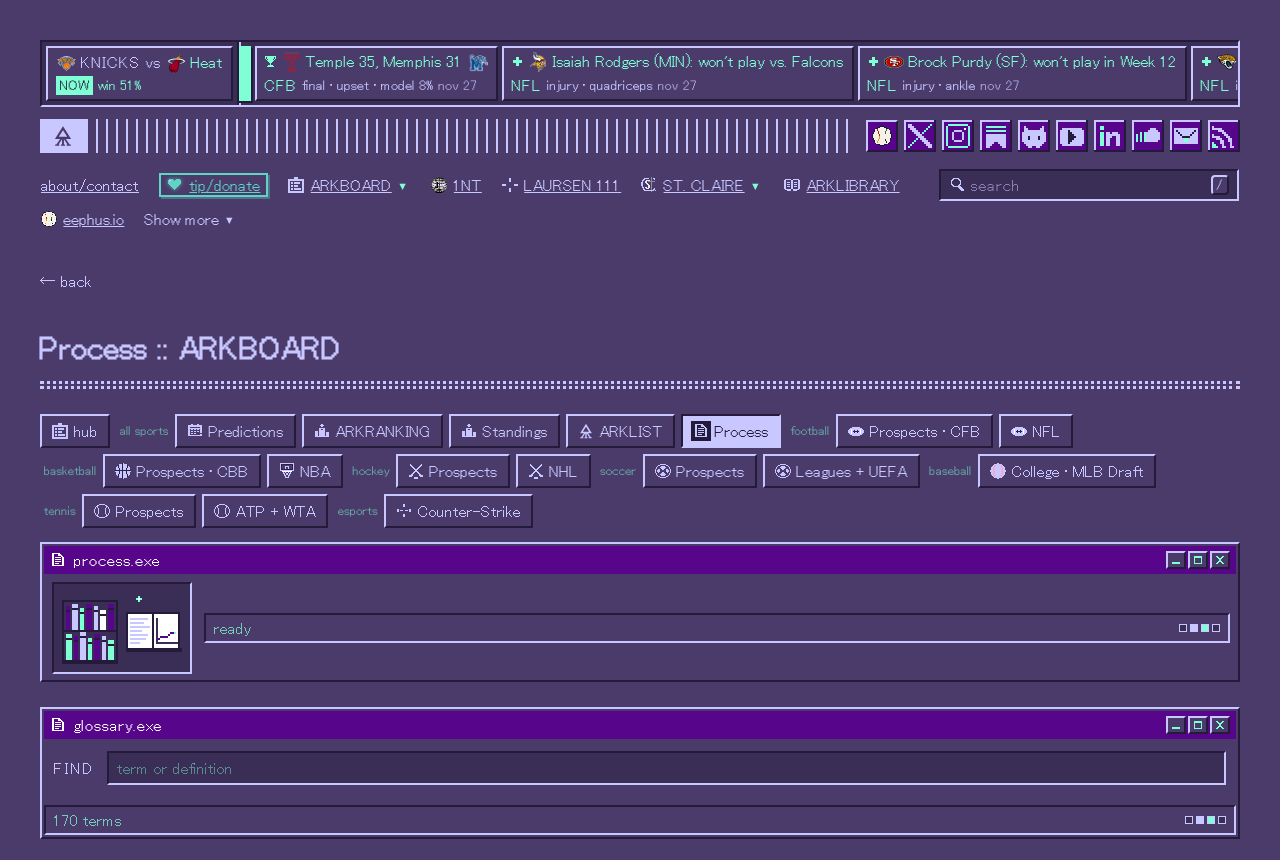 KNICKS vs Heat
NOW win 51%
Temple 35, Memphis 31
CFB final · upset · model 8% nov 27
+ Isaiah Rodgers (MIN): won't play vs. Falcons
NFL injury · quadriceps nov 27
+ Brock Purdy (SF): won't play in Week 12
NFL injury · ankle nov 27
+
NFL
about/contact tip/donate ARKBOARD ▼ 1NT LAURSEN 111 ST. CLAIRE ▼ ARKLIBRARY search /
eephus.io Show more ▼
← back
Process :: ARKBOARD
hub all sports Predictions ARKRANKING Standings ARKLIST Process football Prospects · CFB NFL
basketball Prospects · CBB NBA hockey Prospects NHL soccer Prospects Leagues + UEFA baseball College · MLB Draft
tennis Prospects ATP + WTA esports Counter-Strike
process.exe
ready
glossary.exe
FIND term or definition
170 terms